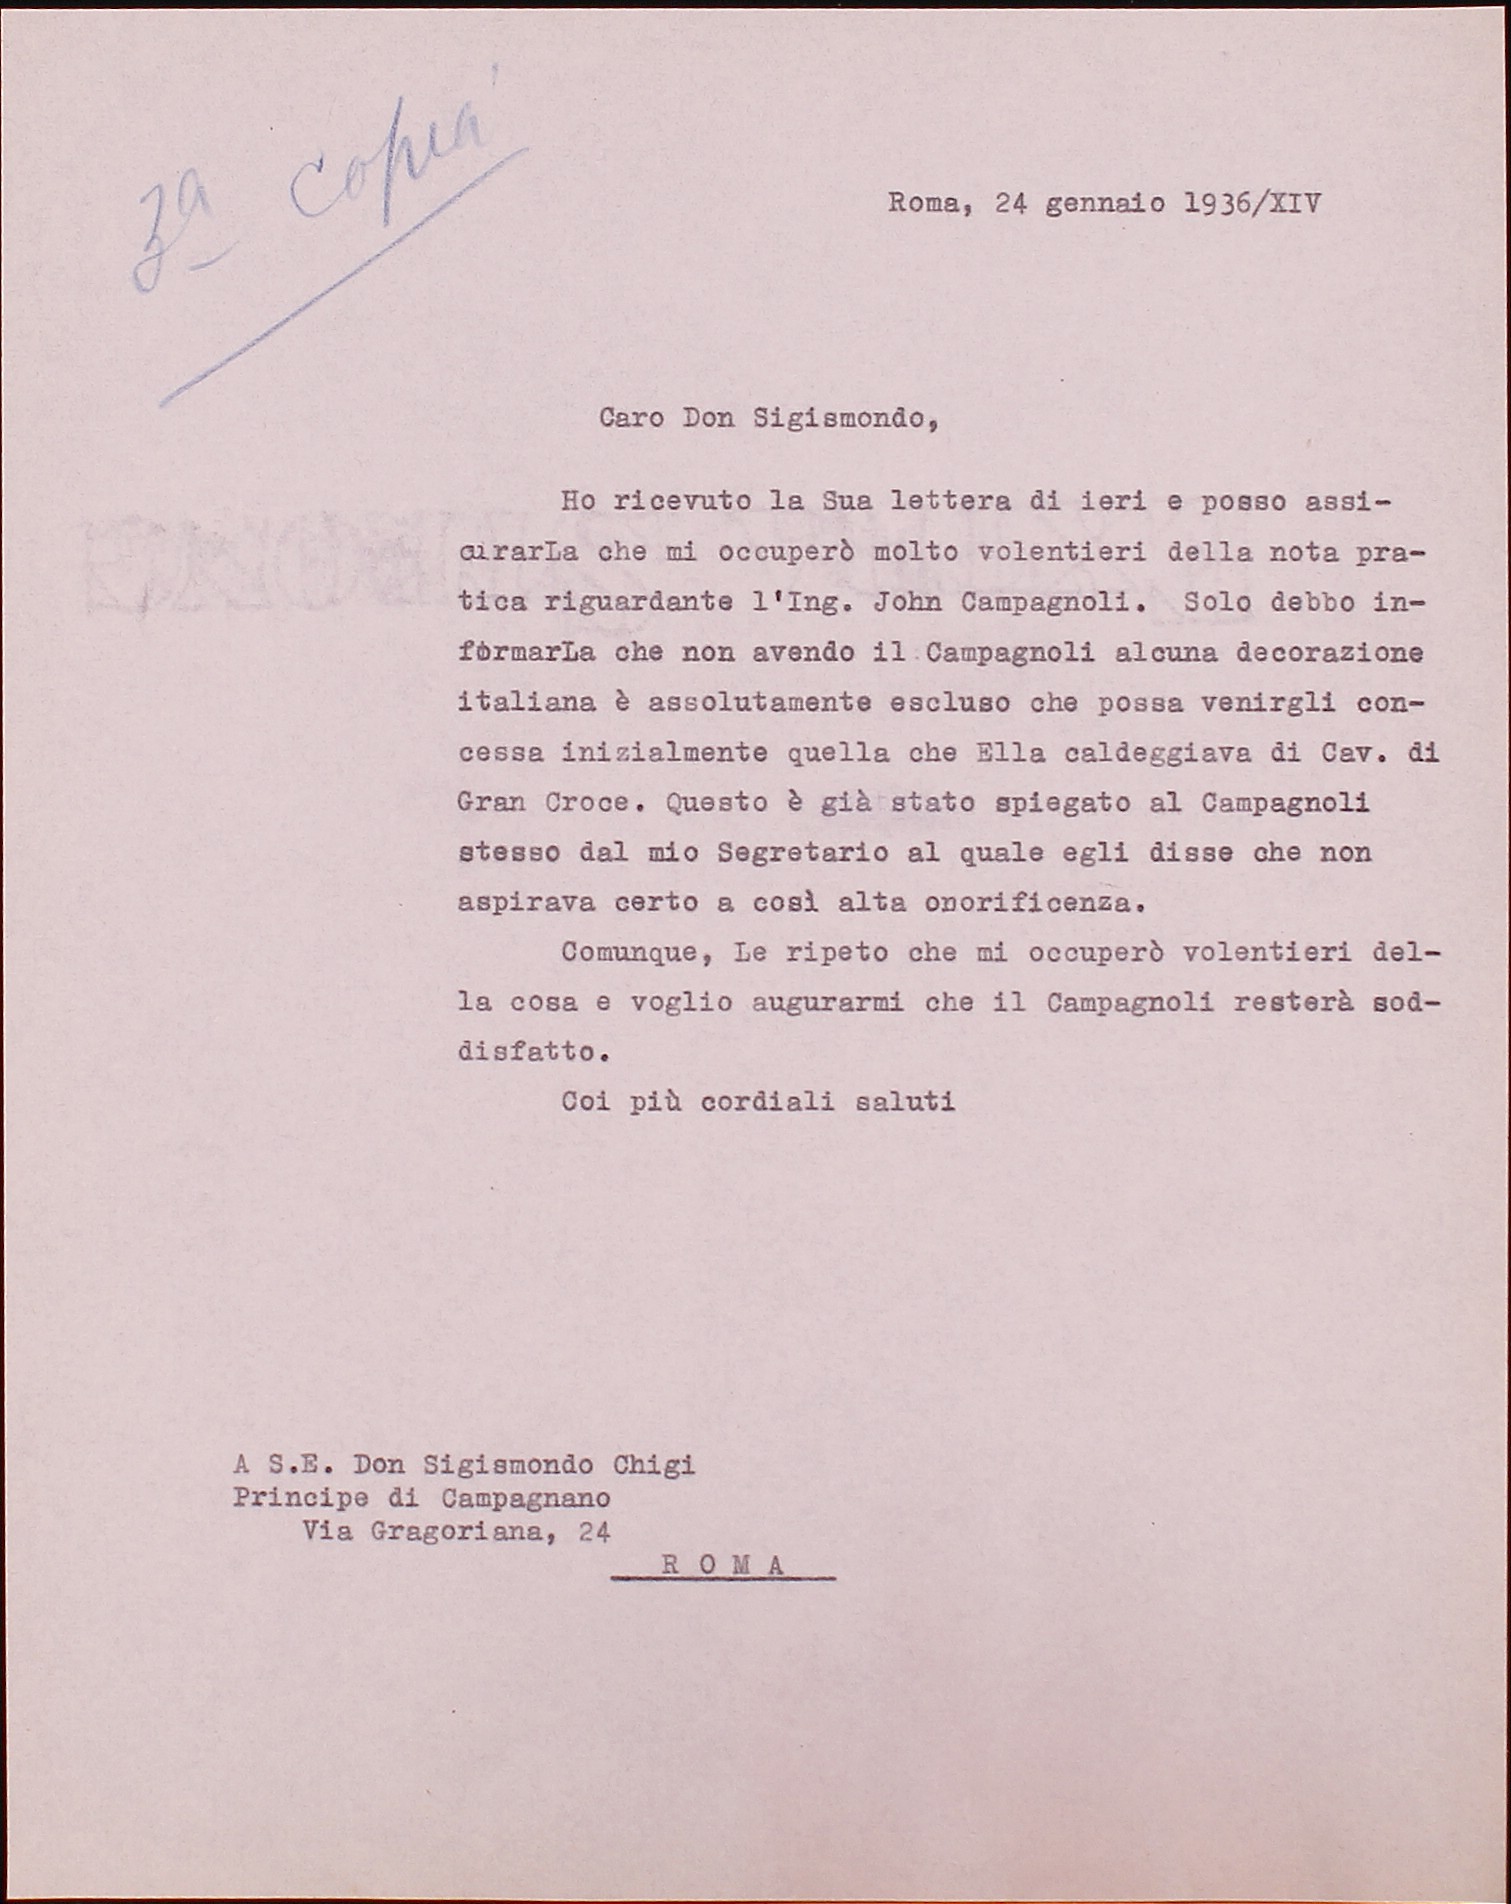 3ª copia
Roma, 24 gennaio 1936/XIV
Caro Don Sigismondo,
Ho ricevuto la Sua lettera di ieri e posso assi-
curarLa che mi occuperò molto volentieri della nota pra-
tica riguardante l'Ing. John Campagnoli. Solo debbo in-
formarLa che non avendo il Campagnoli alcuna decorazione
italiana è assolutamente escluso che possa venirgli con-
cessa inizialmente quella che Ella caldeggiava di Cav. di
Gran Croce. Questo è già stato spiegato al Campagnoli
stesso dal mio Segretario al quale egli disse che non
aspirava certo a così alta onorificenza.
Comunque, Le ripeto che mi occuperò volentieri del-
la cosa e voglio augurarmi che il Campagnoli resterà sod-
disfatto.
Coi più cordiali saluti
A S.E. Don Sigismondo Chigi
Principe di Campagnano
Via Gragoriana, 24
R O M A